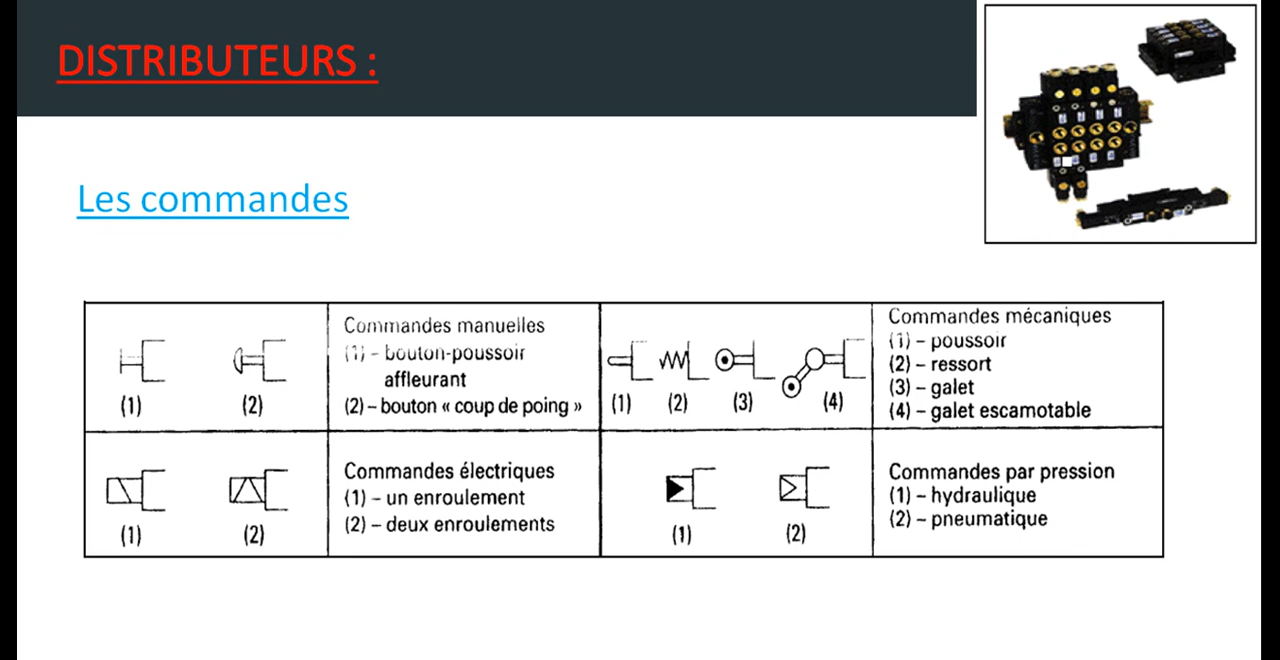 DISTRIBUTEURS :
Les commandes
(1) (2)
Commandes manuelles
(1) – bouton-poussoir
affleurant
(2) – bouton « coup de poing »
(1) (2) (3) (4)
Commandes mécaniques
(1) – poussoir
(2) – ressort
(3) – galet
(4) – galet escamotable
(1) (2)
Commandes électriques
(1) – un enroulement
(2) – deux enroulements
(1) (2)
Commandes par pression
(1) – hydraulique
(2) – pneumatique